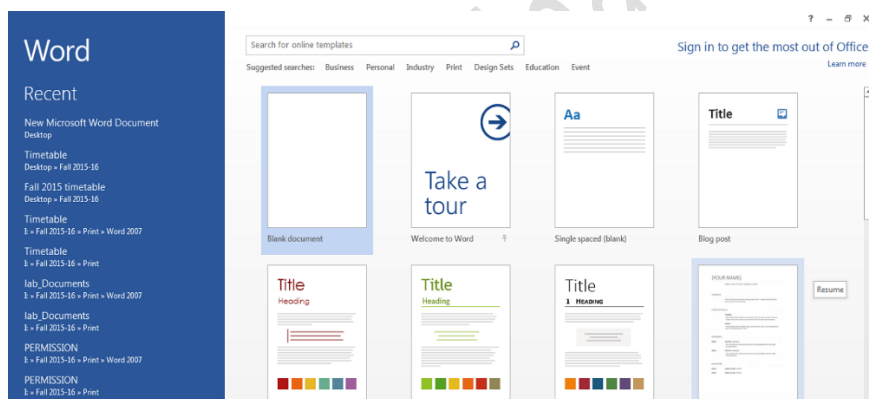 ? – X
Word
Search for online templates
Sign in to get the most out of Office
Suggested searches: Business Personal Industry Print Design Sets Education Event
Learn more
Recent
New Microsoft Word Document
Desktop
Timetable
Desktop » Fall 2015-16
Fall 2015 timetable
Desktop » Fall 2015-16
Timetable
I: » Fall 2015-16 » Print » Word 2007
Timetable
I: » Fall 2015-16 » Print
lab_Documents
I: » Fall 2015-16 » Print » Word 2007
lab_Documents
I: » Fall 2015-16 » Print
PERMISSION
I: » Fall 2015-16 » Print » Word 2007
PERMISSION
I: » Fall 2015-16 » Print
Take a
tour
Aa
Title
Blank document
Welcome to Word
Single spaced (blank)
Blog post
Title
Heading
Title
Heading
Title
1 HEADING
[YOUR NAME]
Resume